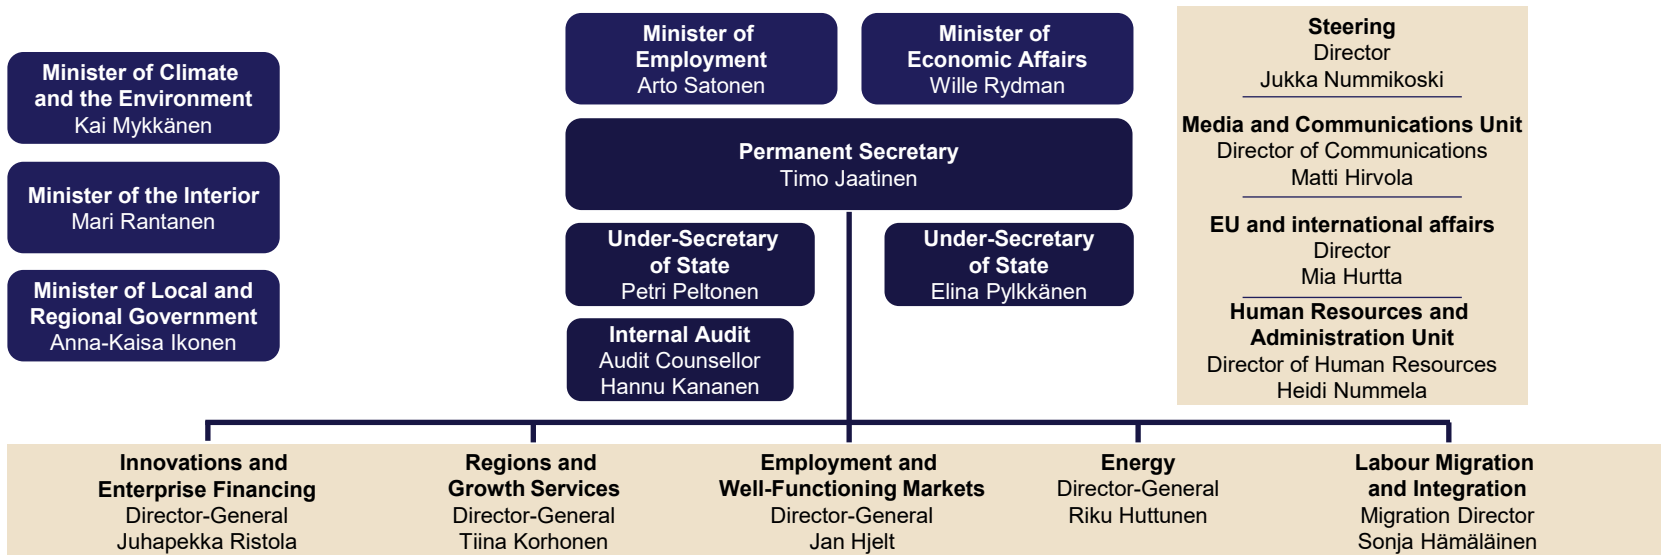 Minister of Climate
and the Environment
Kai Mykkänen
Minister of the Interior
Mari Rantanen
Minister of Local and
Regional Government
Anna-Kaisa Ikonen
Minister of
Employment
Arto Satonen
Minister of
Economic Affairs
Wille Rydman
Permanent Secretary
Timo Jaatinen
Under-Secretary
of State
Petri Peltonen
Under-Secretary
of State
Elina Pylkkänen
Internal Audit
Audit Counsellor
Hannu Kananen
Steering
Director
Jukka Nummikoski
Media and Communications Unit
Director of Communications
Matti Hirvola
EU and international affairs
Director
Mia Hurtta
Human Resources and
Administration Unit
Director of Human Resources
Heidi Nummela
Innovations and
Enterprise Financing
Director-General
Juhapekka Ristola
Regions and
Growth Services
Director-General
Tiina Korhonen
Employment and
Well-Functioning Markets
Director-General
Jan Hjelt
Energy
Director-General
Riku Huttunen
Labour Migration
and Integration
Migration Director
Sonja Hämäläinen